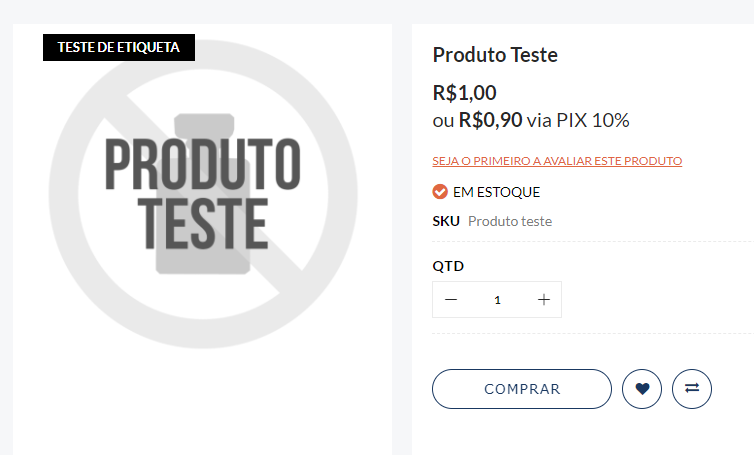 TESTE DE ETIQUETA
PRODUTO
TESTE
Produto Teste
R$1,00
ou R$0,90 via PIX 10%
SEJA O PRIMEIRO A AVALIAR ESTE PRODUTO
EM ESTOQUE
SKU Produto teste
QTD
1
COMPRAR